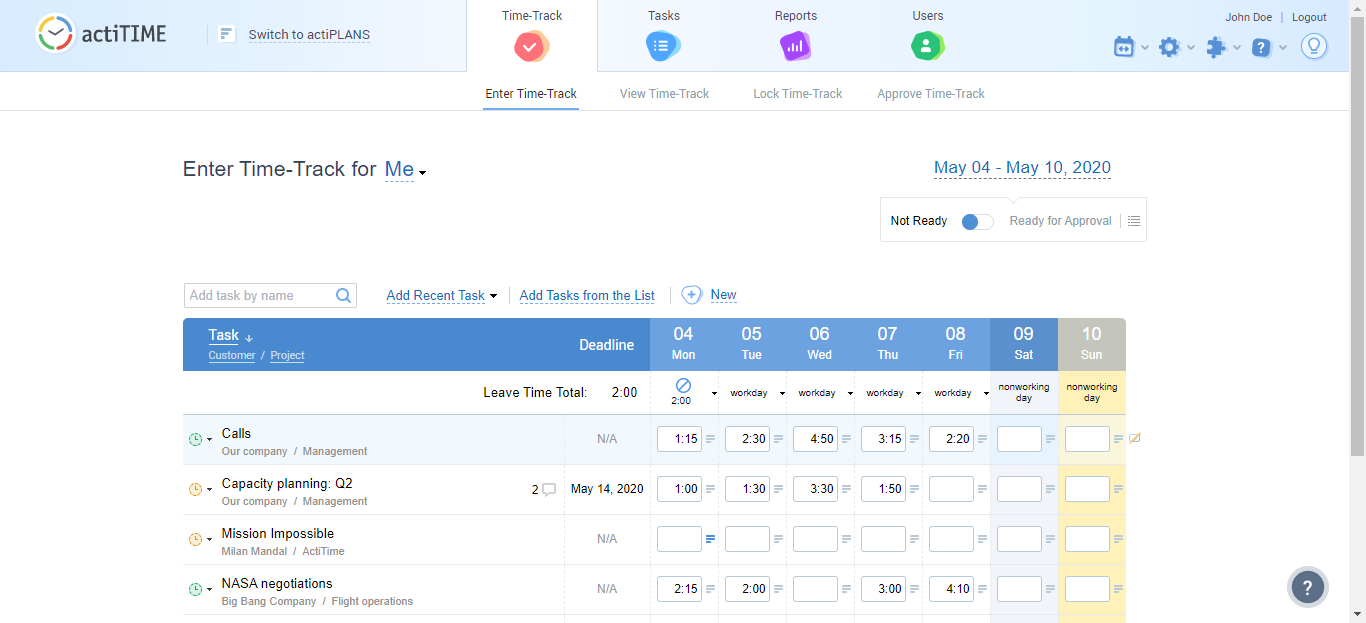 actiTIME
Switch to actiPLANS
Time-Track
Tasks
Reports
Users
John Doe | Logout
Enter Time-Track
View Time-Track
Lock Time-Track
Approve Time-Track
Enter Time-Track for Me
May 04 - May 10, 2020
Not Ready
Ready for Approval
Add task by name
Add Recent Task
Add Tasks from the List
New
Task
Customer / Project
Deadline
04 Mon
05 Tue
06 Wed
07 Thu
08 Fri
09 Sat
10 Sun
Leave Time Total: 2:00
2:00
workday
workday
workday
workday
nonworking
day
nonworking
day
Calls
Our company / Management
N/A
1:15
2:30
4:50
3:15
2:20
Capacity planning: Q2
Our company / Management
2
May 14, 2020
1:00
1:30
3:30
1:50
Mission Impossible
Milan Mandal / ActiTime
N/A
NASA negotiations
Big Bang Company / Flight operations
N/A
2:15
2:00
3:00
4:10
?